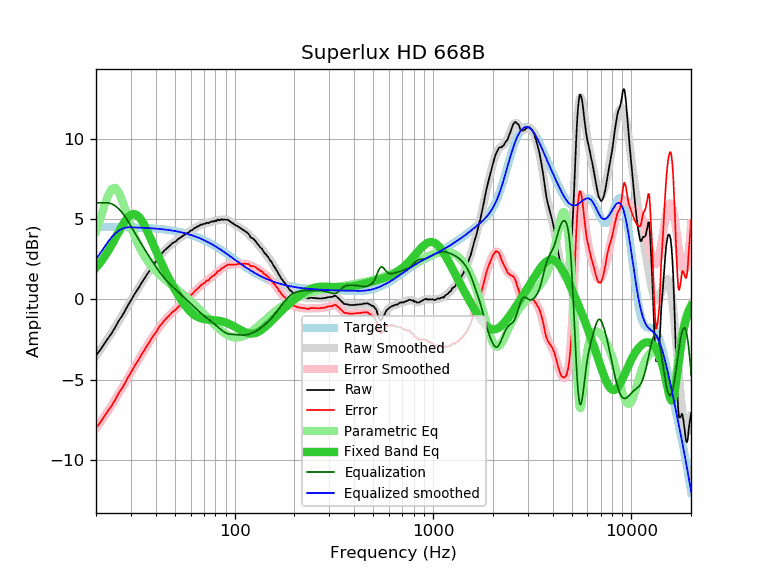 Superlux HD 668B
Amplitude (dBr)
10
5
0
−5
−10
Target
Raw Smoothed
Error Smoothed
Raw
Error
Parametric Eq
Fixed Band Eq
Equalization
Equalized smoothed
100
1000
10000
Frequency (Hz)